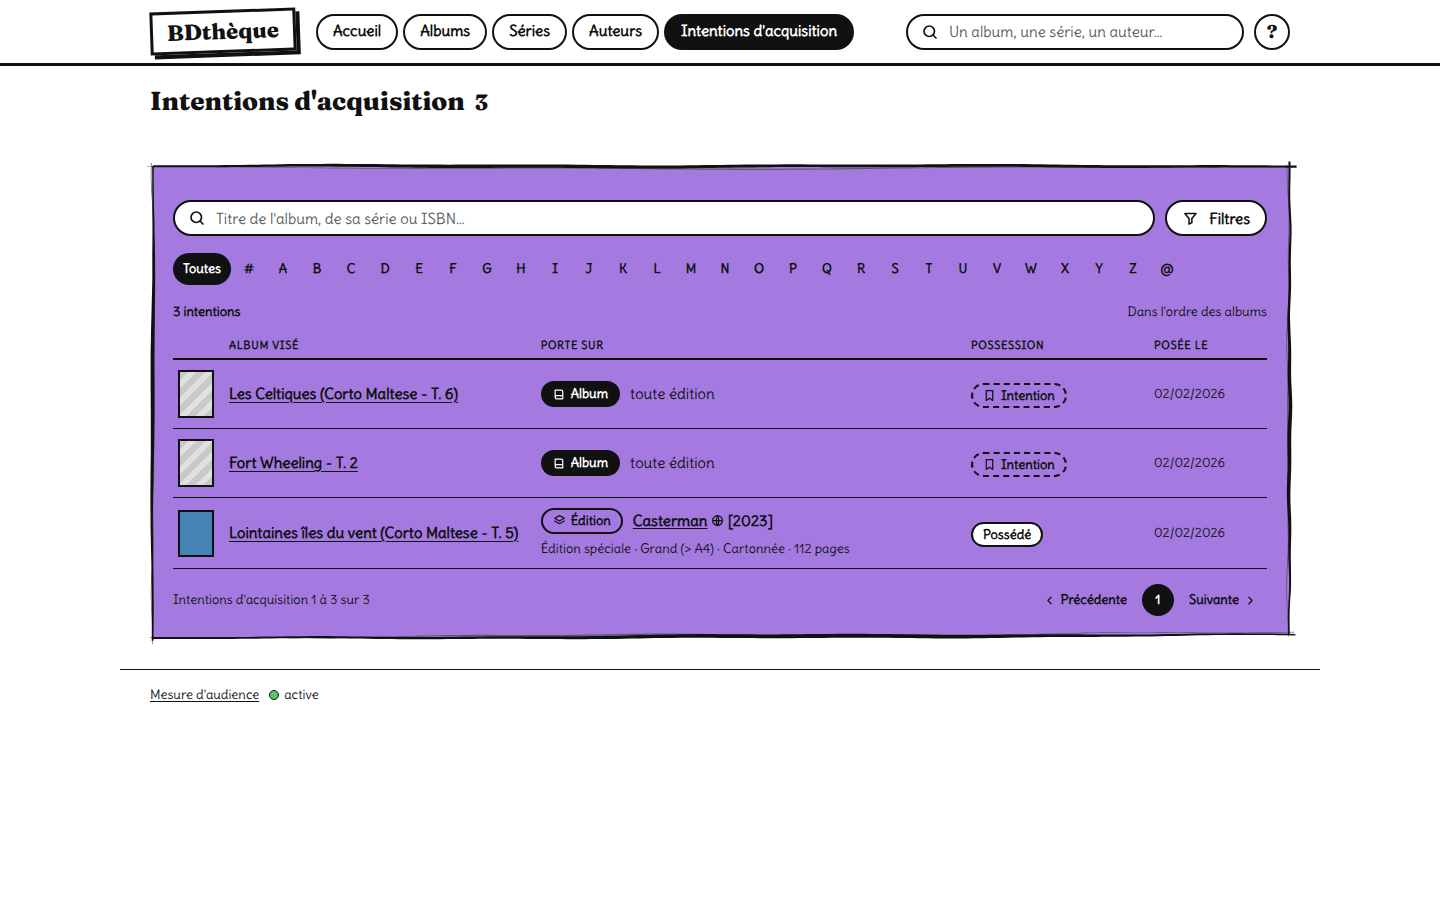 BDthèque Accueil Albums Séries Auteurs Intentions d'acquisition Un album, une série, un auteur... ?
Intentions d'acquisition 3
Titre de l'album, de sa série ou ISBN... Filtres
Toutes # A B C D E F G H I J K L M N O P Q R S T U V W X Y Z @
3 intentions Dans l'ordre des albums
ALBUM VISÉ PORTE SUR POSSESSION POSÉE LE
Les Celtiques (Corto Maltese - T. 6) Album toute édition Intention 02/02/2026
Fort Wheeling - T. 2 Album toute édition Intention 02/02/2026
Lointaines îles du vent (Corto Maltese - T. 5) Édition Casterman [2023] Possédé 02/02/2026
Édition spéciale · Grand (> A4) · Cartonnée · 112 pages
Intentions d'acquisition 1 à 3 sur 3 Précédente 1 Suivante
Mesure d'audience active